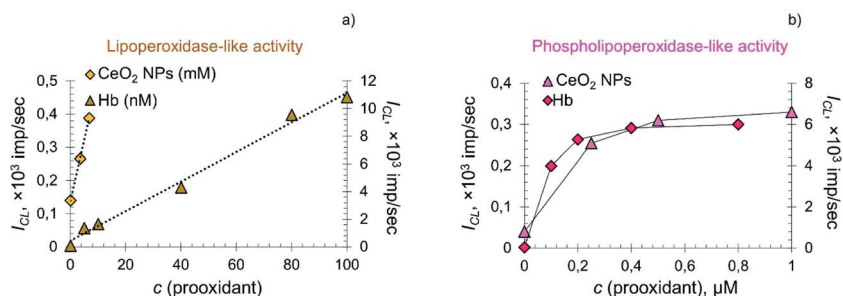 a)
Lipoperoxidase-like activity
CeO₂ NPs (mM)
Hb (nM)
I_CL, ×10³ imp/sec
0,5
0,4
0,3
0,2
0,1
0
12
10
8
6
4
2
0
I_CL, ×10³ imp/sec
0 20 40 60 80 100
c (prooxidant)
b)
Phospholipoperoxidase-like activity
CeO₂ NPs
Hb
I_CL, ×10³ imp/sec
0,4
0,3
0,2
0,1
0
8
6
4
2
0
I_CL, ×10³ imp/sec
0 0,2 0,4 0,6 0,8 1
c (prooxidant), μM